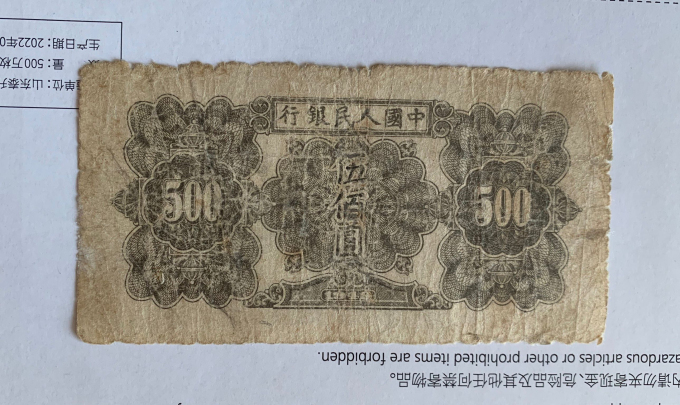 生产日期：2022年0
量：500万枚
单位：山东泰
中國人民銀行
500
伍佰圓
500
azardous articles or other prohibited items are forbidden.
内请勿夹寄现金、危险品及其他任何禁寄物品。